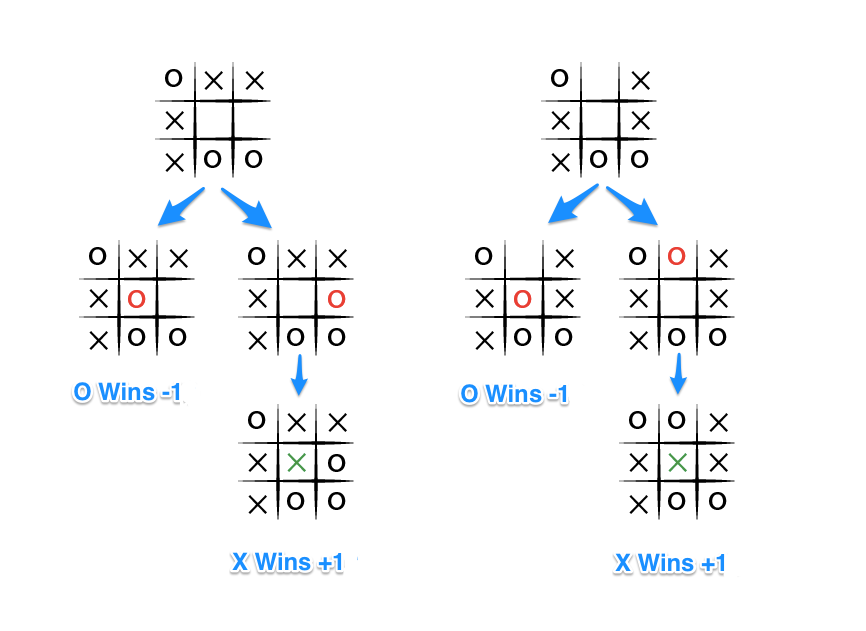 O X X O X
X X X
X O O X O O
O X X O X X O X O O X
X O X O X O X X X
X O O X O O X O O X O O
O Wins -1 O Wins -1
O X X O O X
X X O X X X
X O O X O O
X Wins +1 X Wins +1